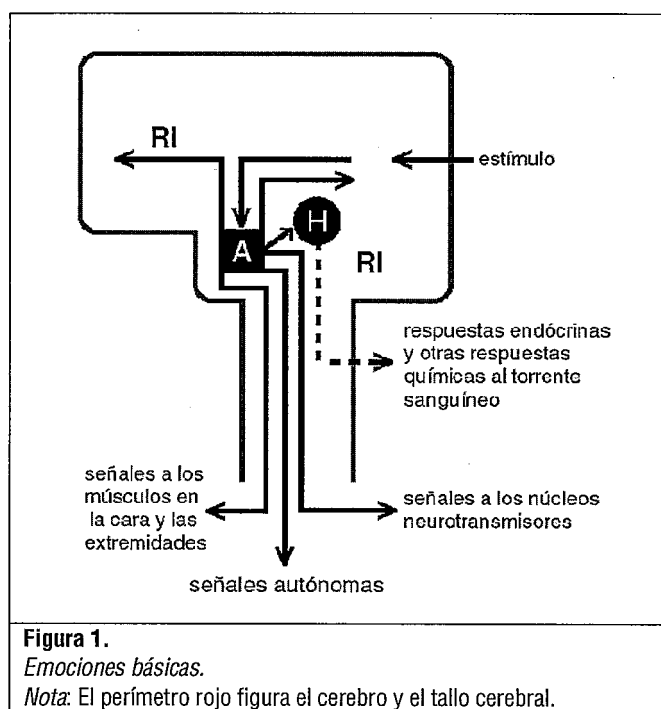 RI
estímulo
A
H
RI
respuestas endócrinas
y otras respuestas
químicas al torrente
sanguíneo
señales a los
músculos en
la cara y las
extremidades
señales a los núcleos
neurotransmisores
señales autónomas
Figura 1.
Emociones básicas.
Nota: El perímetro rojo figura el cerebro y el tallo cerebral.